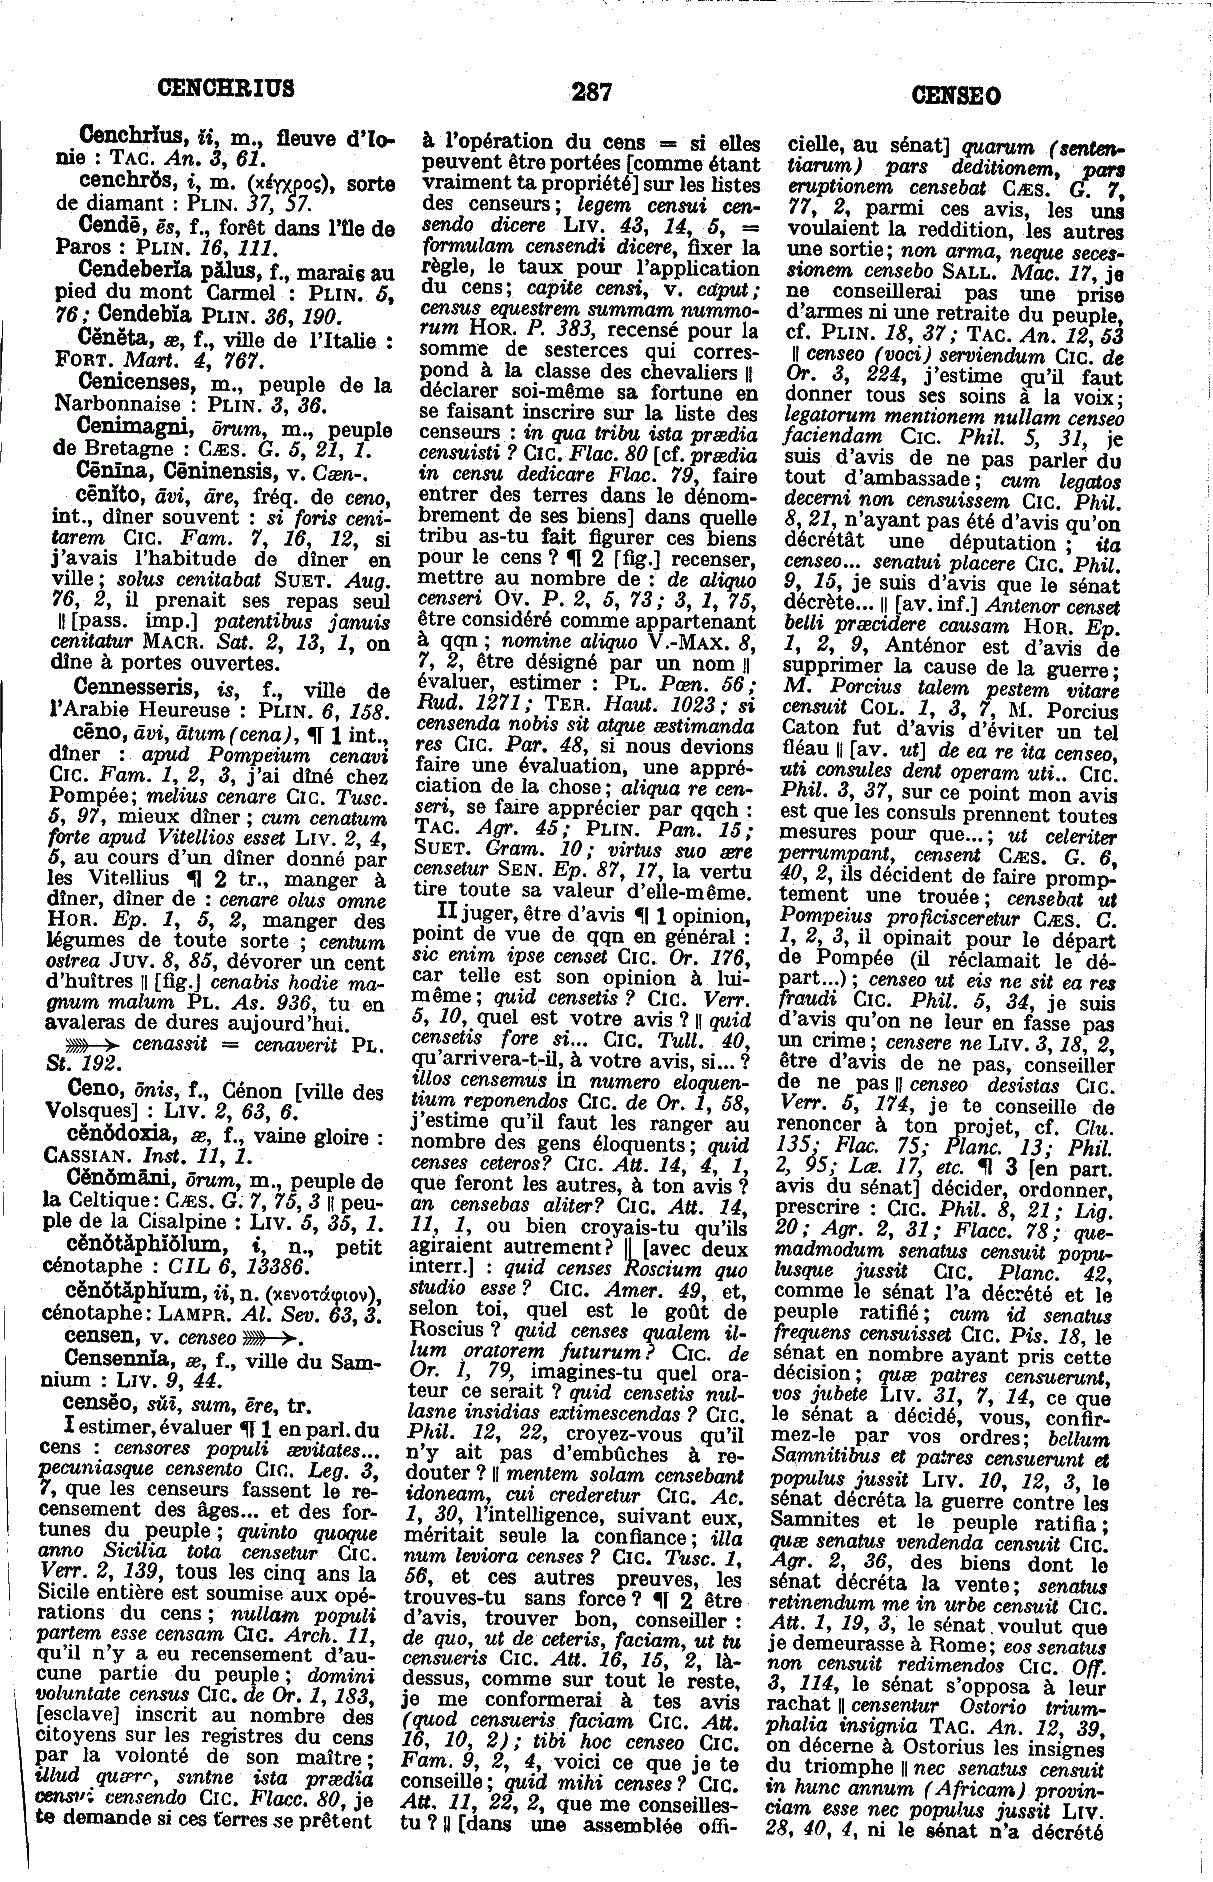 CENCHRIUS
287
CENSEO
Cenchrĭus, ĭi, m., fleuve d'Io-
nie : TAC. An. 3, 61.
cenchrŏs, i, m. (κέγχρος), sorte
de diamant : PLIN. 37, 57.
Cendē, ēs, f., forêt dans l'île de
Paros : PLIN. 16, 111.
Cendeberĭa pălus, f., marais au
pied du mont Carmel : PLIN. 5,
76; Cendebĭa PLIN. 36, 190.
Cĕnĕta, æ, f., ville de l'Italie :
FORT. Mart. 4, 767.
Cenicenses, m., peuple de la
Narbonnaise : PLIN. 3, 36.
Cenimagni, ōrum, m., peuple
de Bretagne : CÆS. G. 5, 21, 1.
Cēnīna, Cēninensis, v. Cæn-.
cēnĭto, āvi, āre, fréq. de ceno,
int., dîner souvent : si foris ceni-
tarem CIC. Fam. 7, 16, 12, si
j'avais l'habitude de dîner en
ville; solus cenitabat SUET. Aug.
76, 2, il prenait ses repas seul
‖ [pass. imp.] patentibus januis
cenitatur MACR. Sat. 2, 13, 1, on
dîne à portes ouvertes.
Cennesseris, is, f., ville de
l'Arabie Heureuse : PLIN. 6, 158.
cēno, āvi, ātum (cena), ¶ 1 int.,
dîner : apud Pompeium cenavi
CIC. Fam. 1, 2, 3, j'ai dîné chez
Pompée; melius cenare CIC. Tusc.
5, 97, mieux dîner ; cum cenatum
forte apud Vitellios esset LIV. 2, 4,
5, au cours d'un dîner donné par
les Vitellius ¶ 2 tr., manger à
dîner, dîner de : cenare olus omne
HOR. Ep. 1, 5, 2, manger des
légumes de toute sorte ; centum
ostrea JUV. 8, 85, dévorer un cent
d'huîtres ‖ [fig.] cenabis hodie ma-
gnum malum PL. As. 936, tu en
avaleras de dures aujourd'hui.
⟫→ cenassit = cenaverit PL.
St. 192.
Ceno, ōnis, f., Cénon [ville des
Volsques] : LIV. 2, 63, 6.
cĕnŏdoxia, æ, f., vaine gloire :
CASSIAN. Inst. 11, 1.
Cĕnŏmāni, ōrum, m., peuple de
la Celtique : CÆS. G. 7, 75, 3 ‖ peu-
ple de la Cisalpine : LIV. 5, 35, 1.
cĕnŏtăphĭŏlum, i, n., petit
cénotaphe : CIL 6, 13386.
cĕnŏtăphĭum, ii, n. (κενοτάφιον),
cénotaphe : LAMPR. Al. Sev. 63, 3.
censen, v. censeo ⟫→.
Censennĭa, æ, f., ville du Sam-
nium : LIV. 9, 44.
censĕo, sŭi, sum, ēre, tr.
I estimer, évaluer ¶ 1 en parl. du
cens : censores populi ævitates...
pecuniasque censento CIC. Leg. 3,
7, que les censeurs fassent le re-
censement des âges... et des for-
tunes du peuple ; quinto quoque
anno Sicilia tota censetur CIC.
Verr. 2, 139, tous les cinq ans la
Sicile entière est soumise aux opé-
rations du cens ; nullam populi
partem esse censam CIC. Arch. 11,
qu'il n'y a eu recensement d'au-
cune partie du peuple ; domini
voluntate census CIC. de Or. 1, 183,
[esclave] inscrit au nombre des
citoyens sur les registres du cens
par la volonté de son maître ;
illud quæro, sintne ista prædia
censui censendo CIC. Flacc. 80, je
te demande si ces terres se prêtent
à l'opération du cens = si elles
peuvent être portées [comme étant
vraiment ta propriété] sur les listes
des censeurs ; legem censui cen-
sendo dicere LIV. 43, 14, 5, =
formulam censendi dicere, fixer la
règle, le taux pour l'application
du cens ; capite censi, v. caput ;
census equestrem summam nummo-
rum HOR. P. 383, recensé pour la
somme de sesterces qui corres-
pond à la classe des chevaliers ‖
déclarer soi-même sa fortune en
se faisant inscrire sur la liste des
censeurs : in qua tribu ista prædia
censuisti ? CIC. Flac. 80 [cf. prædia
in censu dedicare Flac. 79, faire
entrer des terres dans le dénom-
brement de ses biens] dans quelle
tribu as-tu fait figurer ces biens
pour le cens ? ¶ 2 [fig.] recenser,
mettre au nombre de : de aliquo
censeri OV. P. 2, 5, 73 ; 3, 1, 75,
être considéré comme appartenant
à qqn ; nomine aliquo V.-MAX. 8,
7, 2, être désigné par un nom ‖
évaluer, estimer : PL. Pœn. 56 ;
Rud. 1271 ; TER. Haut. 1023 ; si
censenda nobis sit atque æstimanda
res CIC. Par. 48, si nous devions
faire une évaluation, une appré-
ciation de la chose ; aliqua re cen-
seri, se faire apprécier par qqch :
TAC. Agr. 45 ; PLIN. Pan. 15 ;
SUET. Gram. 10 ; virtus suo ære
censetur SEN. Ep. 87, 17, la vertu
tire toute sa valeur d'elle-même.
II juger, être d'avis ¶ 1 opinion,
point de vue de qqn en général :
sic enim ipse censet CIC. Or. 176,
car telle est son opinion à lui-
même ; quid censetis ? CIC. Verr.
5, 10, quel est votre avis ? ‖ quid
censetis fore si... CIC. Tull. 40,
qu'arrivera-t-il, à votre avis, si... ?
illos censemus in numero eloquen-
tium reponendos CIC. de Or. 1, 58,
j'estime qu'il faut les ranger au
nombre des gens éloquents ; quid
censes ceteros ? CIC. Att. 14, 4, 1,
que feront les autres, à ton avis ?
an censebas aliter ? CIC. Att. 14,
11, 1, ou bien croyais-tu qu'ils
agiraient autrement ? ‖ [avec deux
interr.] : quid censes Roscium quo
studio esse ? CIC. Amer. 49, et,
selon toi, quel est le goût de
Roscius ? quid censes qualem il-
lum oratorem futurum ? CIC. de
Or. 1, 79, imagines-tu quel ora-
teur ce serait ? quid censetis nul-
lasne insidias extimescendas ? CIC.
Phil. 12, 22, croyez-vous qu'il
n'y ait pas d'embûches à re-
douter ? ‖ mentem solam censebant
idoneam, cui crederetur CIC. Ac.
1, 30, l'intelligence, suivant eux,
méritait seule la confiance ; illa
num leviora censes ? CIC. Tusc. 1,
56, et ces autres preuves, les
trouves-tu sans force ? ¶ 2 être
d'avis, trouver bon, conseiller :
de quo, ut de ceteris, faciam, ut tu
censueris CIC. Att. 16, 15, 2, là-
dessus, comme sur tout le reste,
je me conformerai à tes avis
(quod censueris faciam CIC. Att.
16, 10, 2) ; tibi hoc censeo CIC.
Fam. 9, 2, 4, voici ce que je te
conseille ; quid mihi censes ? CIC.
Att. 11, 22, 2, que me conseilles-
tu ? ‖ [dans une assemblée offi-
cielle, au sénat] quarum (senten-
tiarum) pars deditionem, pars
eruptionem censebat CÆS. G. 7,
77, 2, parmi ces avis, les uns
voulaient la reddition, les autres
une sortie ; non arma, neque seces-
sionem censebo SALL. Mac. 17, je
ne conseillerai pas une prise
d'armes ni une retraite du peuple,
cf. PLIN. 18, 37 ; TAC. An. 12, 53
‖ censeo (voci) serviendum CIC. de
Or. 3, 224, j'estime qu'il faut
donner tous ses soins à la voix ;
legatorum mentionem nullam censeo
faciendam CIC. Phil. 5, 31, je
suis d'avis de ne pas parler du
tout d'ambassade ; cum legatos
decerni non censuissem CIC. Phil.
8, 21, n'ayant pas été d'avis qu'on
décrétât une députation ; ita
censeo... senatui placere CIC. Phil.
9, 15, je suis d'avis que le sénat
décrète... ‖ [av. inf.] Antenor censet
belli præcidere causam HOR. Ep.
1, 2, 9, Anténor est d'avis de
supprimer la cause de la guerre ;
M. Porcius talem pestem vitare
censuit COL. 1, 3, 7, M. Porcius
Caton fut d'avis d'éviter un tel
fléau ‖ [av. ut] de ea re ita censeo,
uti consules dent operam uti.. CIC.
Phil. 3, 37, sur ce point mon avis
est que les consuls prennent toutes
mesures pour que... ; ut celeriter
perrumpant, censent CÆS. G. 6,
40, 2, ils décident de faire promp-
tement une trouée ; censebat ut
Pompeius proficisceretur CÆS. C.
1, 2, 3, il opinait pour le départ
de Pompée (il réclamait le dé-
part...) ; censeo ut eis ne sit ea res
fraudi CIC. Phil. 5, 34, je suis
d'avis qu'on ne leur en fasse pas
un crime ; censere ne LIV. 3, 18, 2,
être d'avis de ne pas, conseiller
de ne pas ‖ censeo desistas CIC.
Verr. 5, 174, je te conseille de
renoncer à ton projet, cf. Clu.
135 ; Flac. 75 ; Planc. 13 ; Phil.
2, 95 ; Læ. 17, etc. ¶ 3 [en part.
avis du sénat] décider, ordonner,
prescrire : CIC. Phil. 8, 21 ; Lig.
20 ; Agr. 2, 31 ; Flacc. 78 ; que-
madmodum senatus censuit popu-
lusque jussit CIC. Planc. 42,
comme le sénat l'a décrété et le
peuple ratifié ; cum id senatus
frequens censuisset CIC. Pis. 18, le
sénat en nombre ayant pris cette
décision ; quæ patres censuerunt,
vos jubete LIV. 31, 7, 14, ce que
le sénat a décidé, vous, confir-
mez-le par vos ordres ; bellum
Samnitibus et patres censuerunt et
populus jussit LIV. 10, 12, 3, le
sénat décréta la guerre contre les
Samnites et le peuple ratifia ;
quæ senatus vendenda censuit CIC.
Agr. 2, 36, des biens dont le
sénat décréta la vente ; senatus
retinendum me in urbe censuit CIC.
Att. 1, 19, 3, le sénat voulut que
je demeurasse à Rome ; eos senatus
non censuit redimendos CIC. Off.
3, 114, le sénat s'opposa à leur
rachat ‖ censentur Ostorio trium-
phalia insignia TAC. An. 12, 39,
on décerne à Ostorius les insignes
du triomphe ‖ nec senatus censuit
in hunc annum (Africam) provin-
ciam esse nec populus jussit LIV.
28, 40, 4, ni le sénat n'a décrété